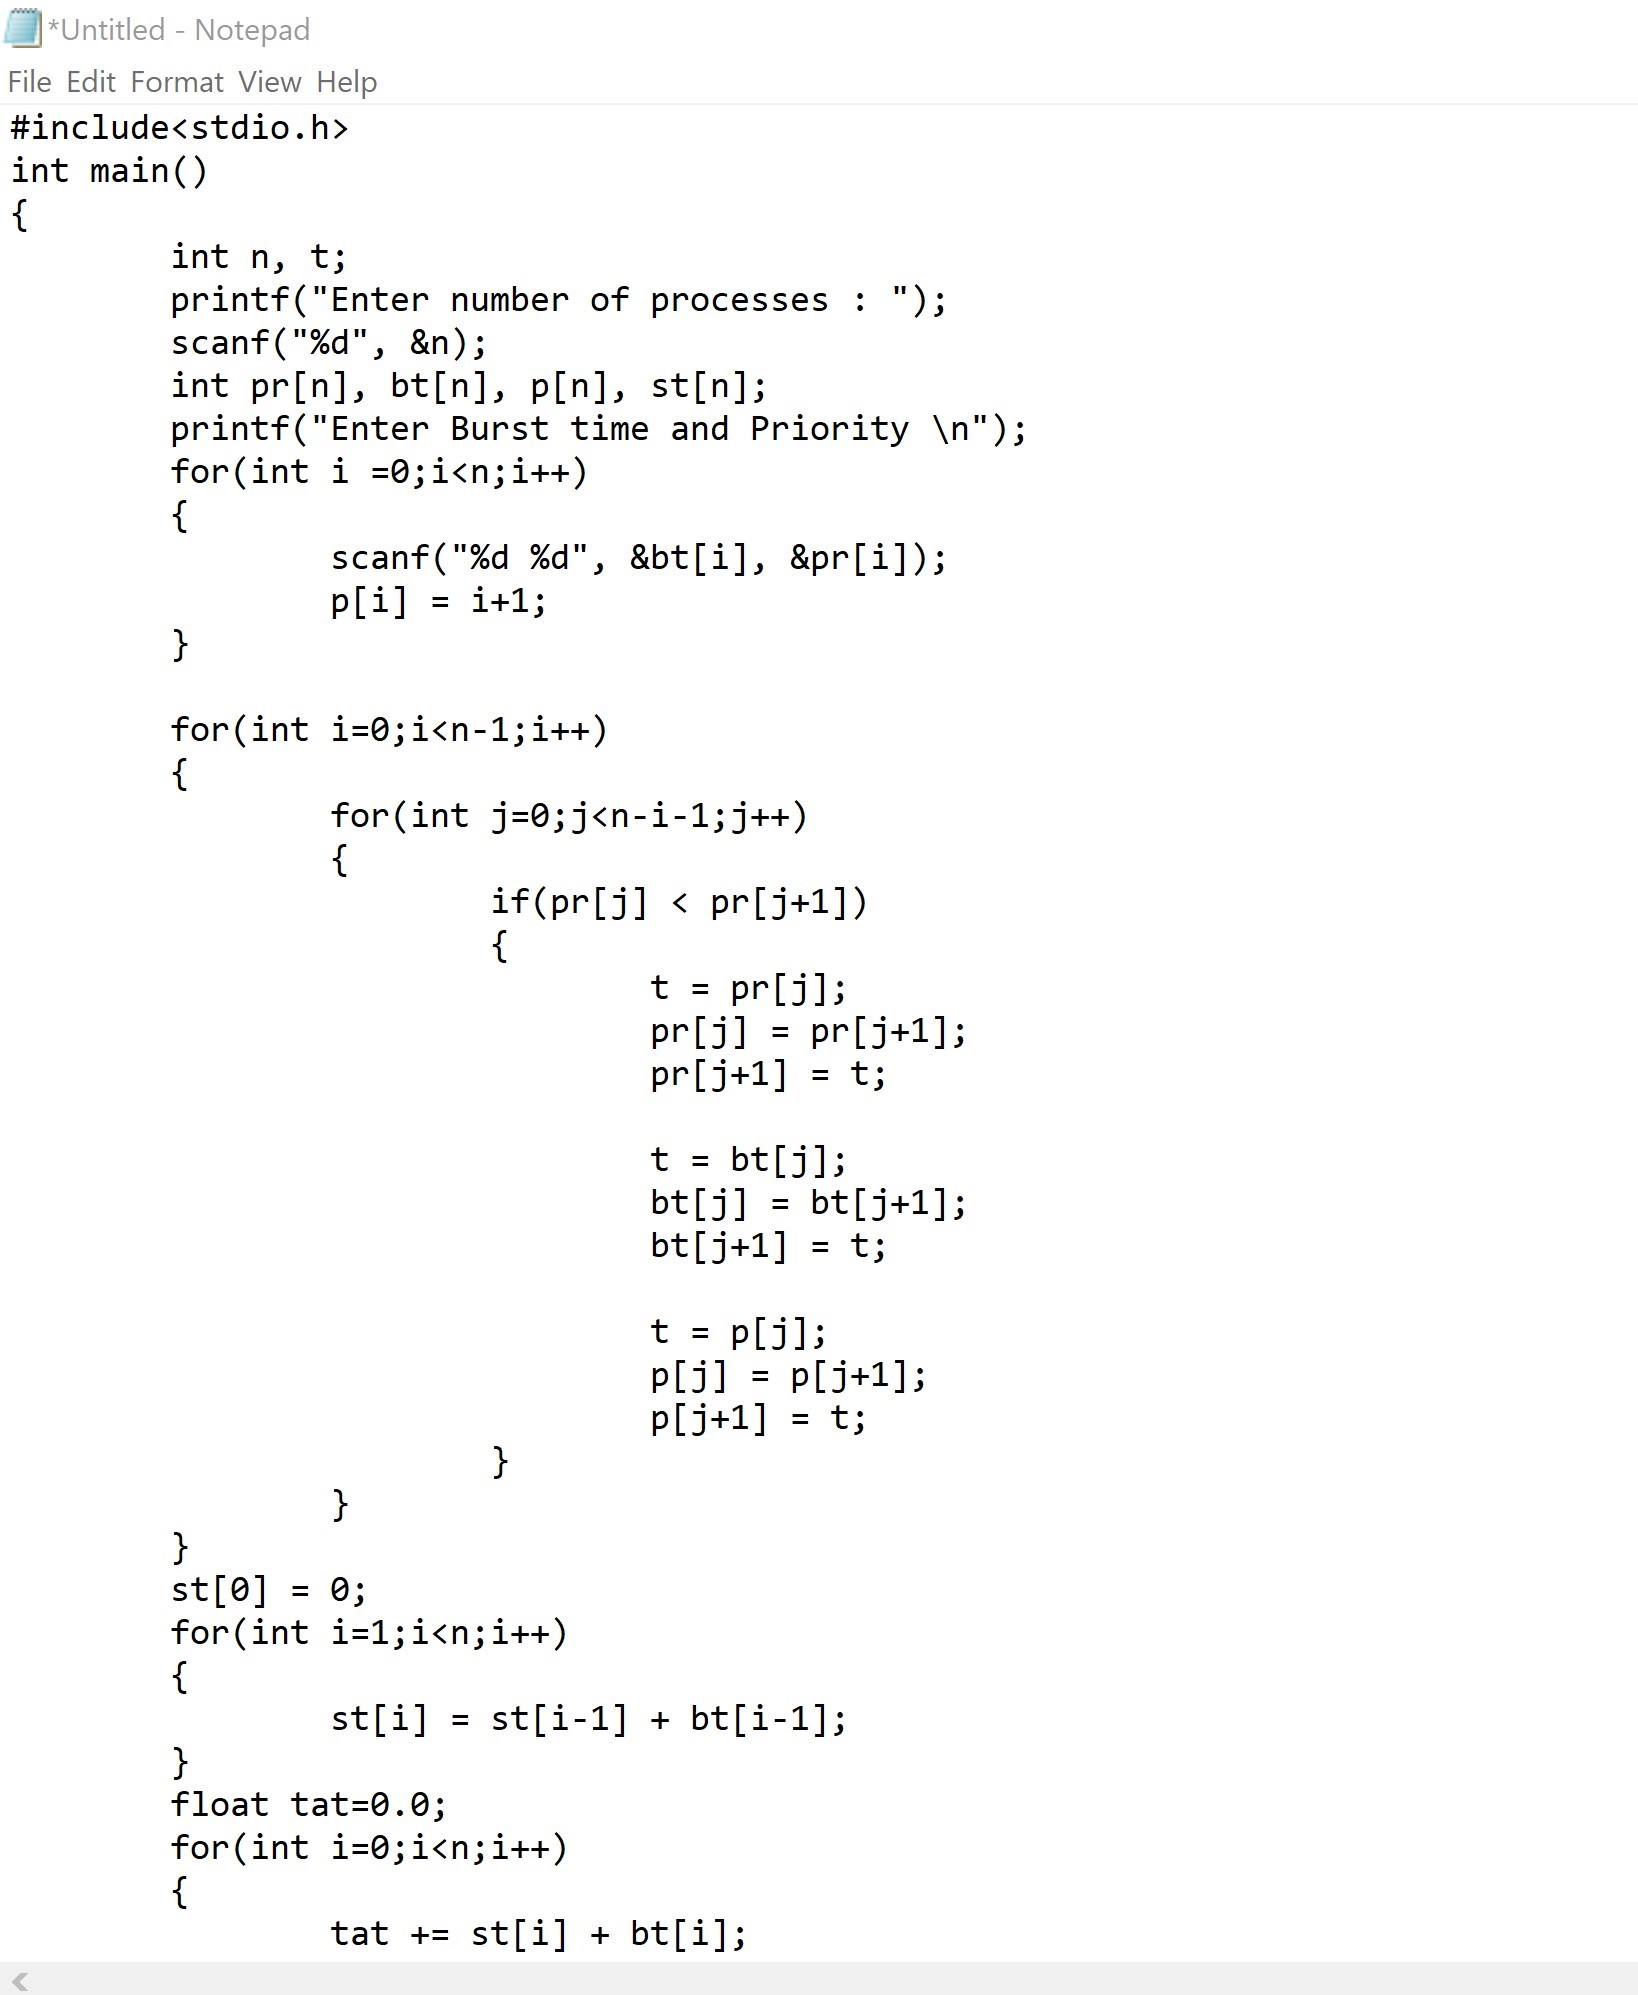 *Untitled - Notepad
File Edit Format View Help
#include<stdio.h>
int main()
{
        int n, t;
        printf("Enter number of processes : ");
        scanf("%d", &n);
        int pr[n], bt[n], p[n], st[n];
        printf("Enter Burst time and Priority \n");
        for(int i =0;i<n;i++)
        {
                scanf("%d %d", &bt[i], &pr[i]);
                p[i] = i+1;
        }

        for(int i=0;i<n-1;i++)
        {
                for(int j=0;j<n-i-1;j++)
                {
                        if(pr[j] < pr[j+1])
                        {
                                t = pr[j];
                                pr[j] = pr[j+1];
                                pr[j+1] = t;

                                t = bt[j];
                                bt[j] = bt[j+1];
                                bt[j+1] = t;

                                t = p[j];
                                p[j] = p[j+1];
                                p[j+1] = t;
                        }
                }
        }
        st[0] = 0;
        for(int i=1;i<n;i++)
        {
                st[i] = st[i-1] + bt[i-1];
        }
        float tat=0.0;
        for(int i=0;i<n;i++)
        {
                tat += st[i] + bt[i];